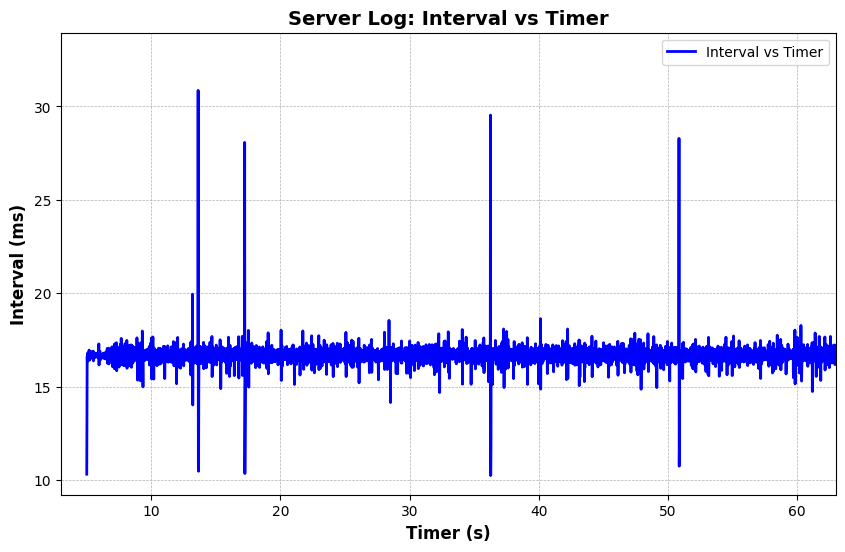 Server Log: Interval vs Timer
Interval vs Timer
30
25
20
15
10
Interval (ms)
10 20 30 40 50 60
Timer (s)